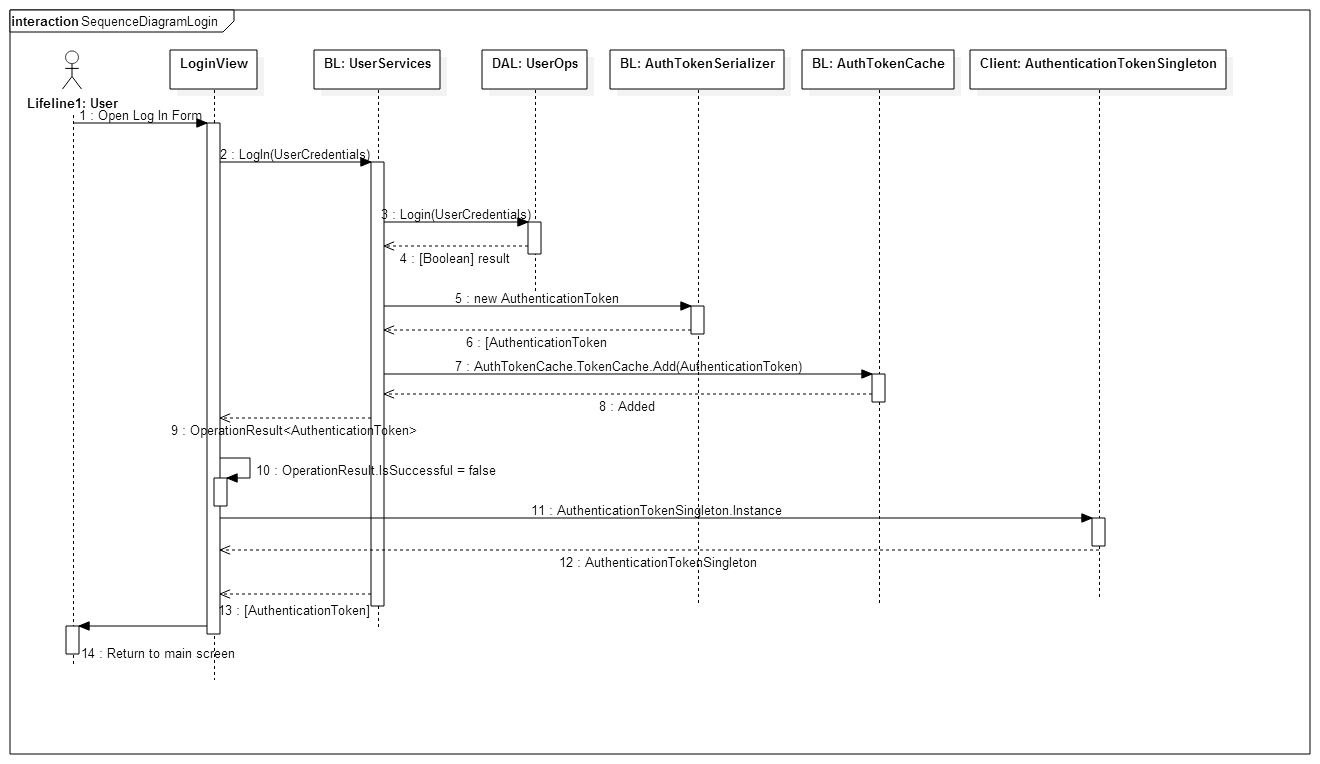 interaction SequenceDiagramLogin
LoginView
BL: UserServices
DAL: UserOps
BL: AuthTokenSerializer
BL: AuthTokenCache
Client: AuthenticationTokenSingleton
Lifeline1: User
1 : Open Log In Form
2 : LogIn(UserCredentials)
3 : Login(UserCredentials)
4 : [Boolean] result
5 : new AuthenticationToken
6 : [AuthenticationToken
7 : AuthTokenCache.TokenCache.Add(AuthenticationToken)
8 : Added
9 : OperationResult<AuthenticationToken>
10 : OperationResult.IsSuccessful = false
11 : AuthenticationTokenSingleton.Instance
12 : AuthenticationTokenSingleton
13 : [AuthenticationToken]
14 : Return to main screen